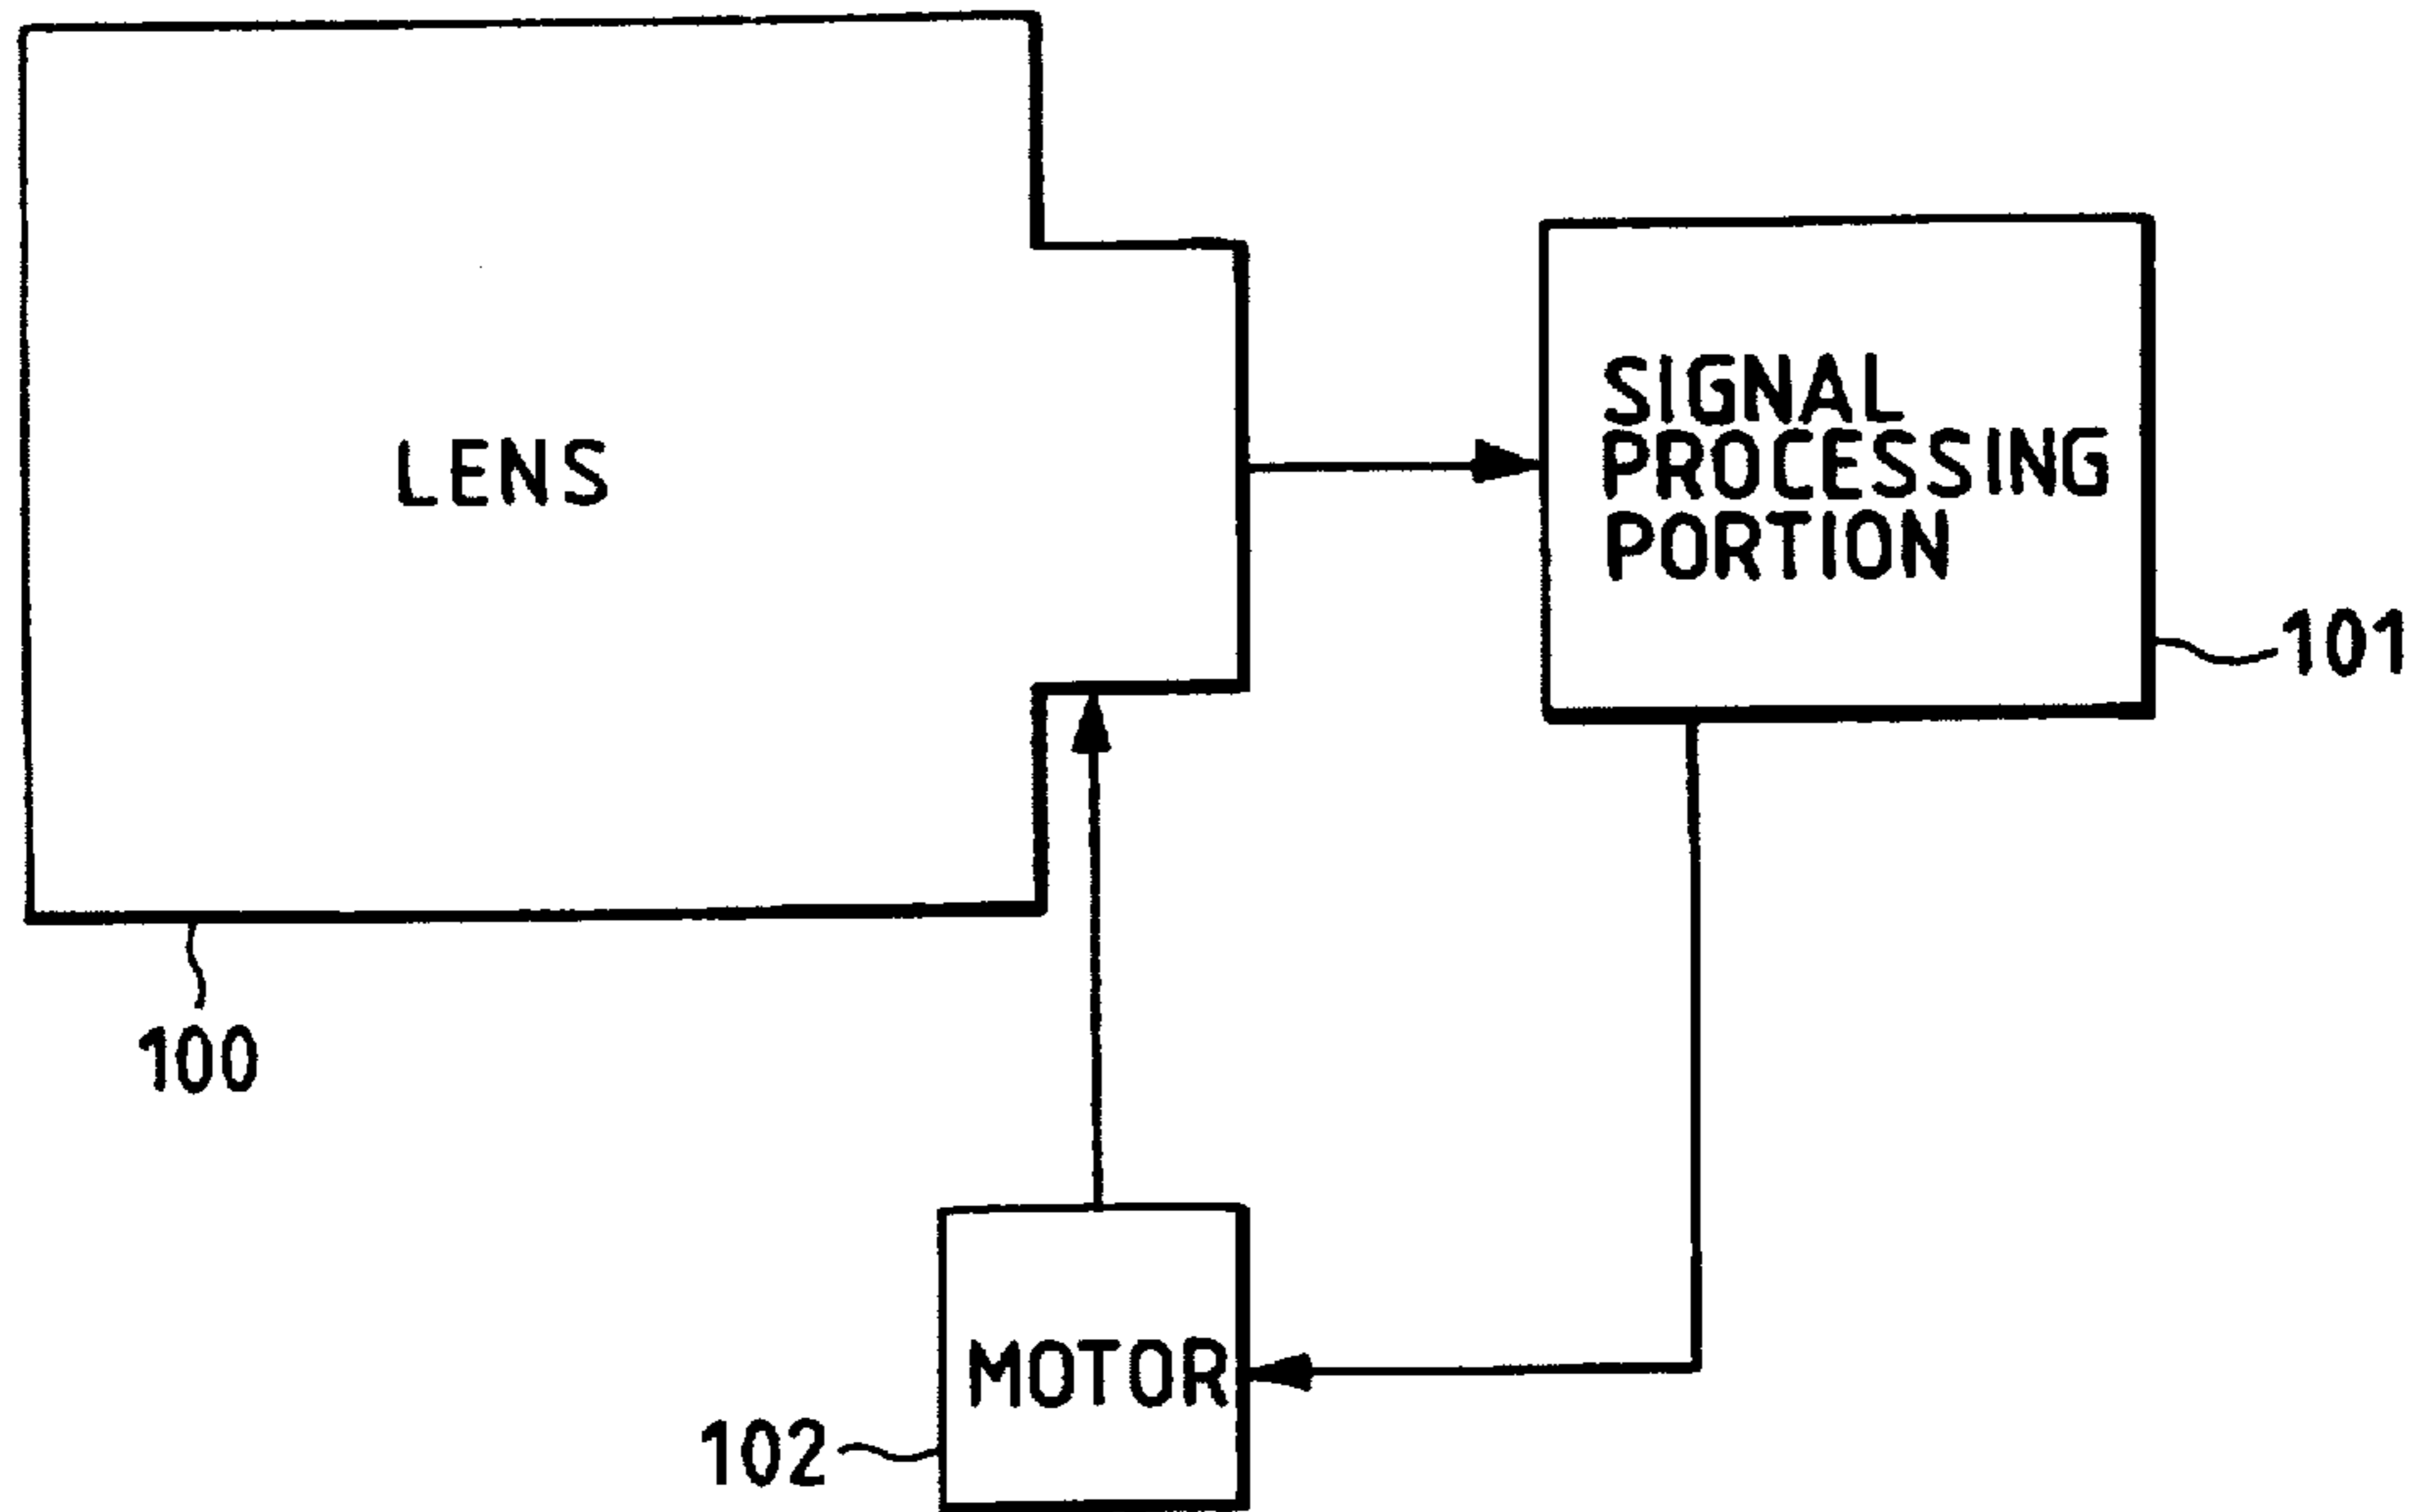 LENS
SIGNAL
PROCESSING
PORTION
101
100
MOTOR
102